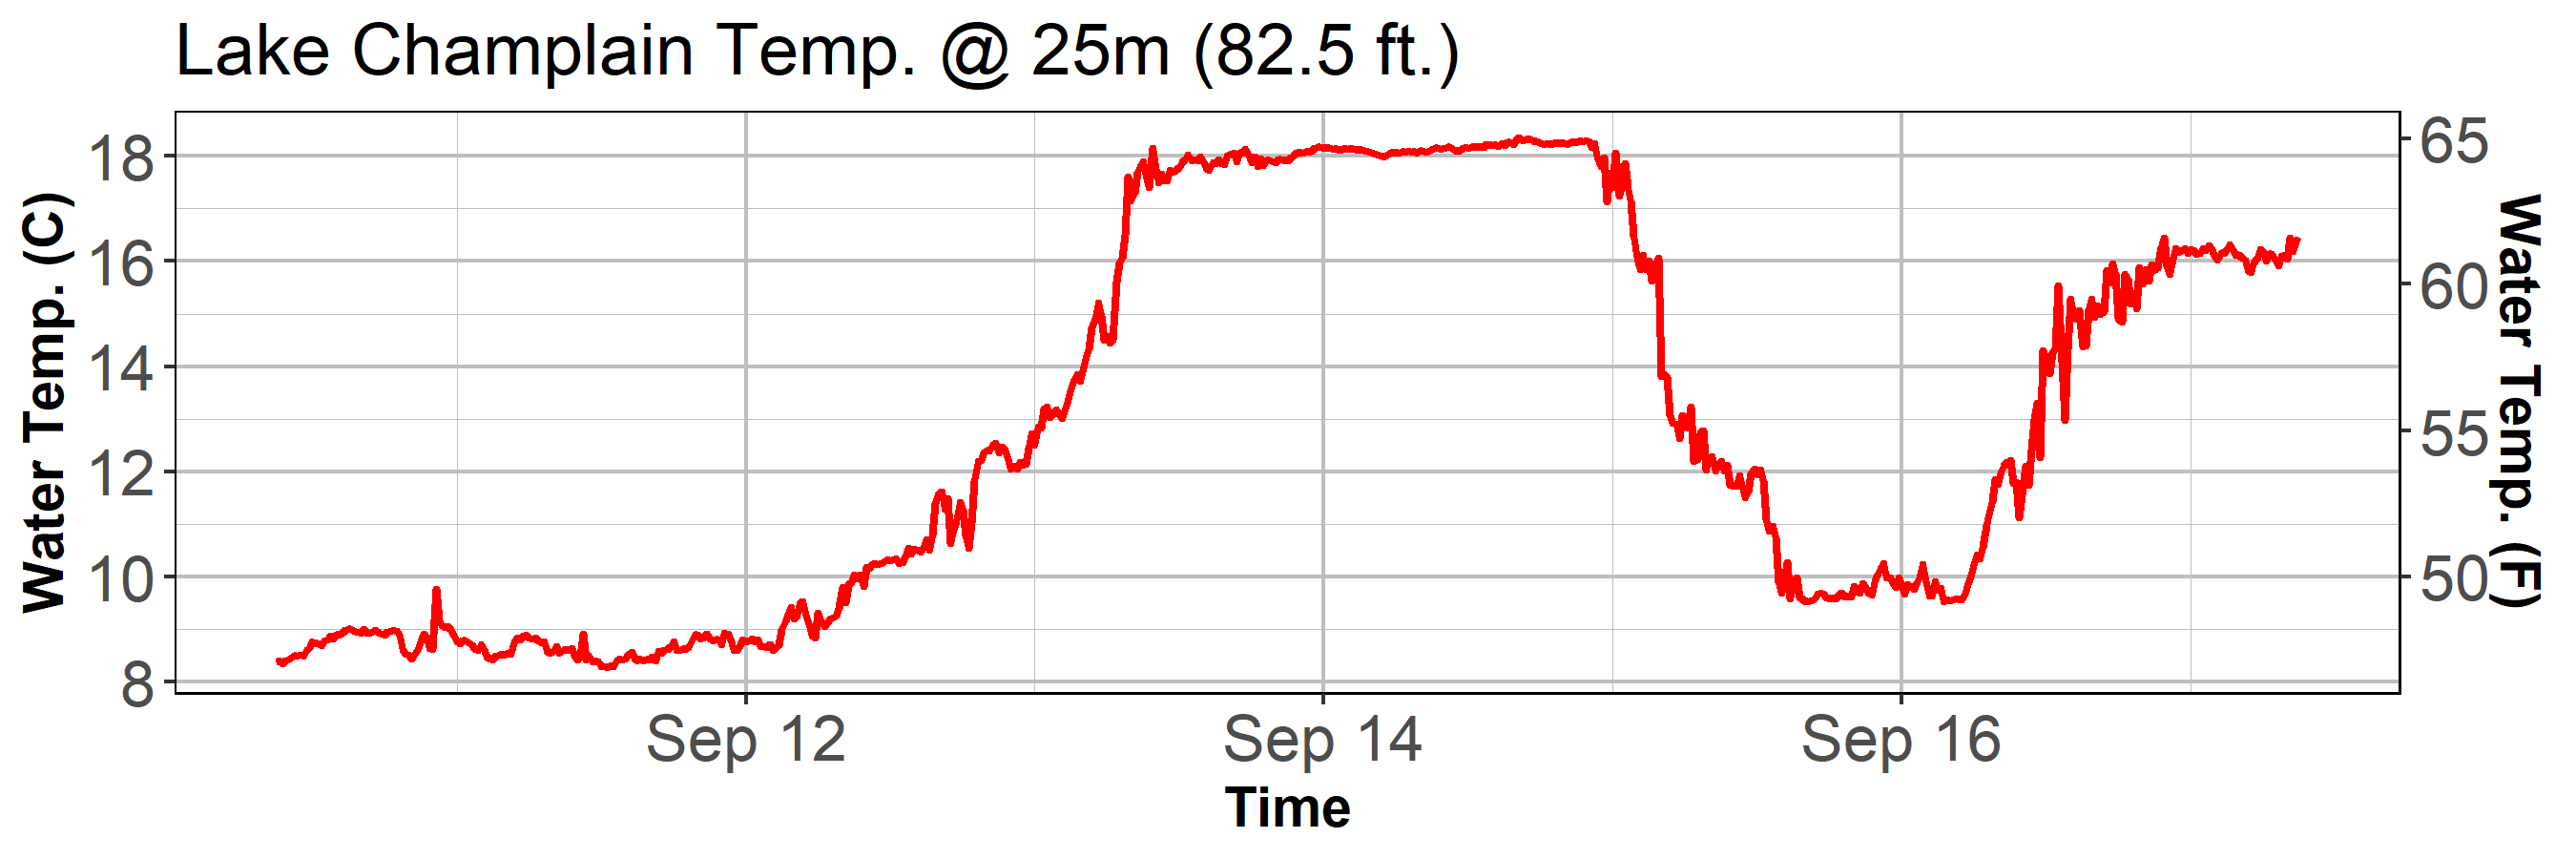 Lake Champlain Temp. @ 25m (82.5 ft.)
Water Temp. (C)
18
16
14
12
10
8
65
60
55
50
Water Temp. (F)
Sep 12
Sep 14
Sep 16
Time